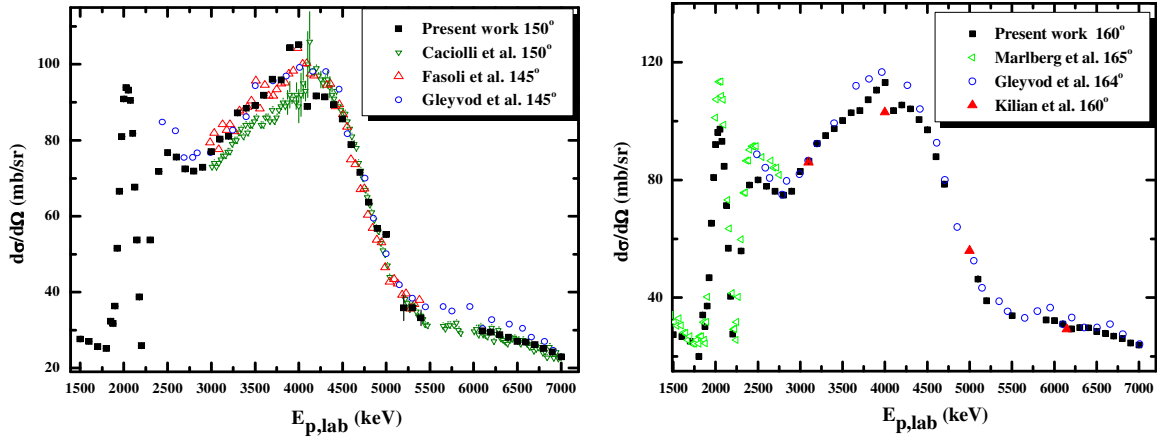 Present work 150°
Caciolli et al. 150°
Fasoli et al. 145°
Gleyvod et al. 145°
100
80
60
40
20
dσ/dΩ (mb/sr)
1500 2000 2500 3000 3500 4000 4500 5000 5500 6000 6500 7000
E_p,lab (keV)
Present work 160°
Marlberg et al. 165°
Gleyvod et al. 164°
Kilian et al. 160°
120
80
40
dσ/dΩ (mb/sr)
1500 2000 2500 3000 3500 4000 4500 5000 5500 6000 6500 7000
E_p,lab (keV)